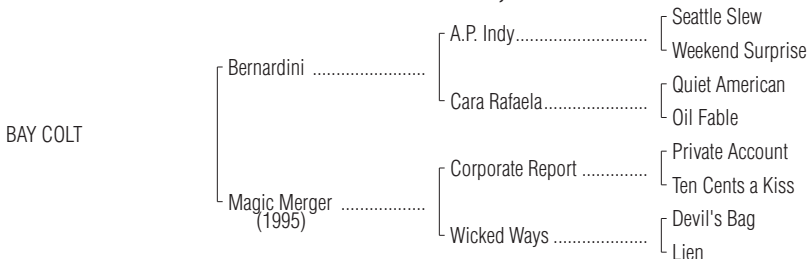 Seattle Slew
A.P. Indy..............................
Weekend Surprise
Bernardini .........................
Quiet American
Cara Rafaela........................
Oil Fable
BAY COLT
Private Account
Corporate Report ...............
Ten Cents a Kiss
Magic Merger ...................
(1995)
Devil's Bag
Wicked Ways .....................
Lien